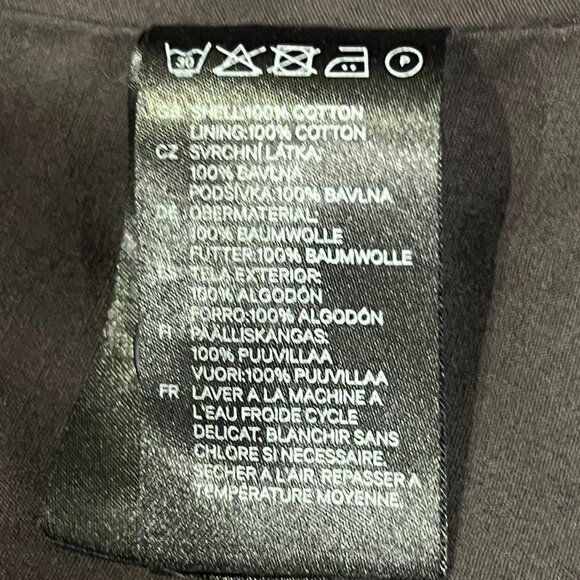 30
P
SHELL:100% COTTON
LINING:100% COTTON
CZ SVRCHNÍ LÁTKA:
100% BAVLNA
PODŠÍVKA:100% BAVLNA
DE OBERMATERIAL:
100% BAUMWOLLE
FUTTER:100% BAUMWOLLE
ES TELA EXTERIOR:
100% ALGODÓN
FORRO:100% ALGODÓN
FI PÄÄLLISKANGAS:
100% PUUVILLAA
VUORI:100% PUUVILLAA
FR LAVER A LA MACHINE A
L'EAU FROIDE CYCLE
DELICAT. BLANCHIR SANS
CHLORE SI NECESSAIRE.
SECHER A L'AIR. REPASSER A
TEMPERATURE MOYENNE.